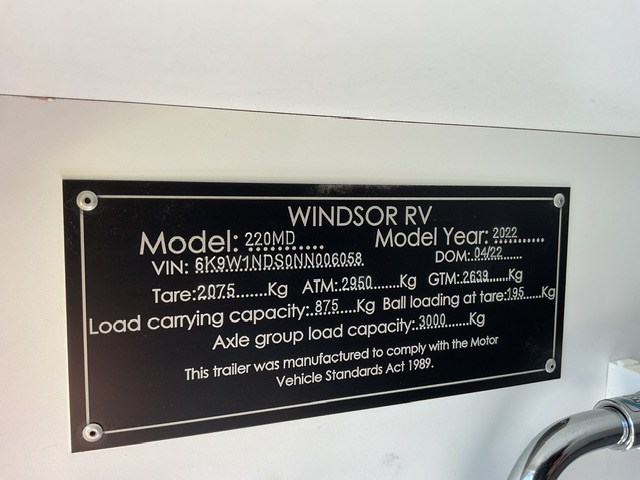 WINDSOR RV
Model: 220MD Model Year: 2022
VIN: 6K9W1NDS0NN006058 DOM: 04/22
Tare: 2075 Kg ATM: 2950 Kg GTM: 2639 Kg
Load carrying capacity: 875 Kg Ball loading at tare: 195 Kg
Axle group load capacity: 3000 Kg
This trailer was manufactured to comply with the Motor
Vehicle Standards Act 1989.